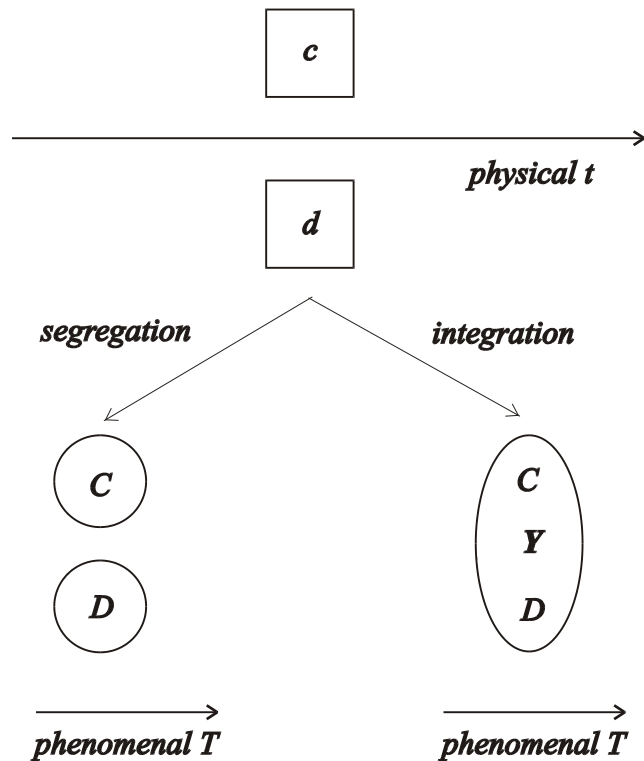 c
physical t
d
segregation
integration
C
C
Y
D
D
phenomenal T
phenomenal T